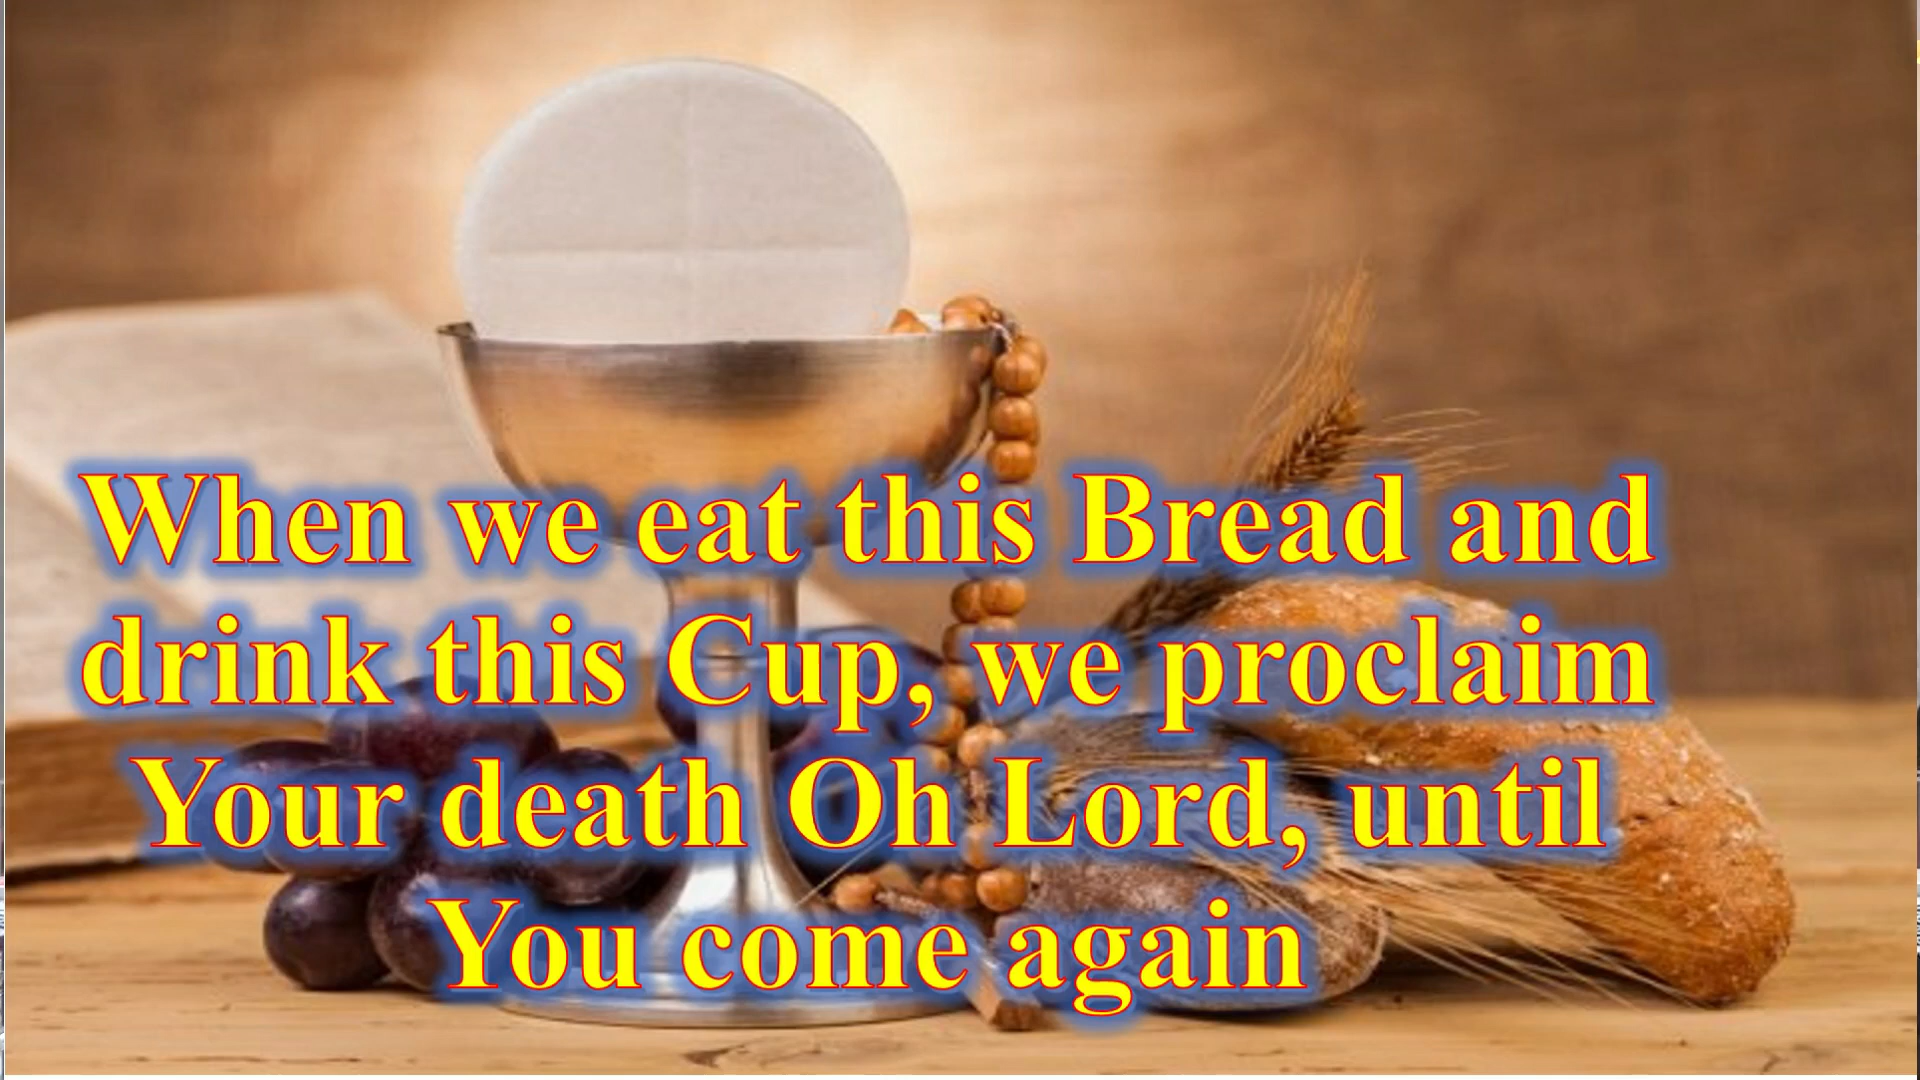 When we eat this Bread and
drink this Cup, we proclaim
Your death Oh Lord, until
You come again